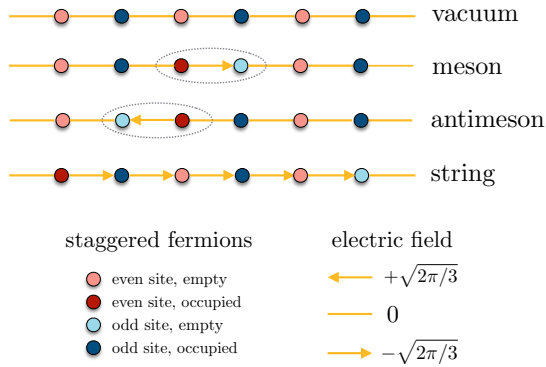 vacuum
meson
antimeson
string
staggered fermions
even site, empty
even site, occupied
odd site, empty
odd site, occupied
electric field
+√2π/3
0
−√2π/3